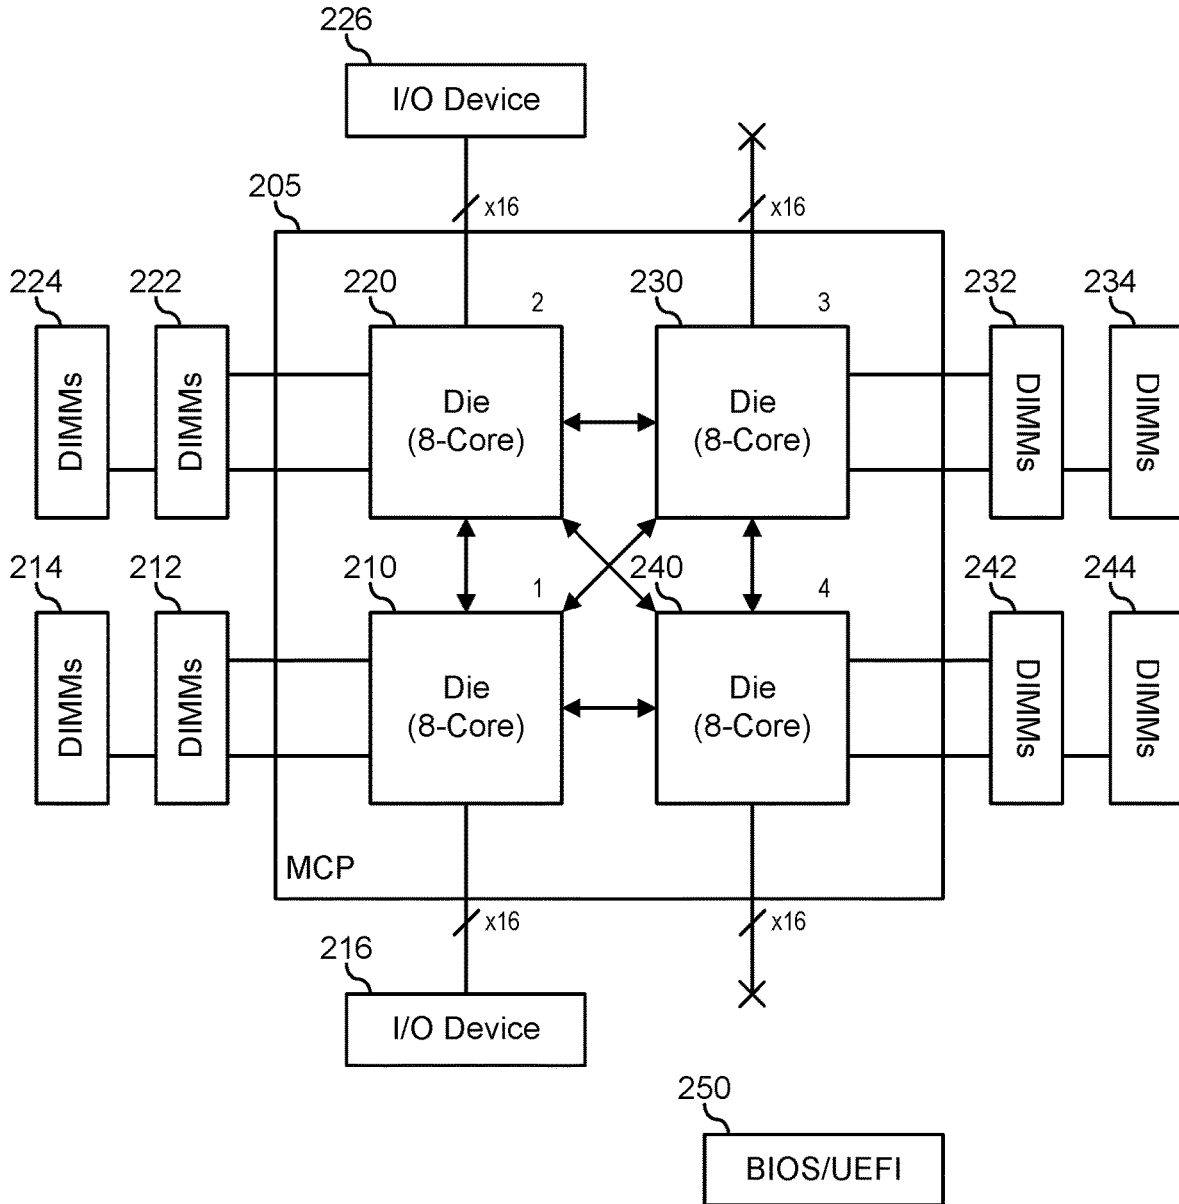 226
I/O Device
205
x16
x16
224
222
220
2
230
3
232
234
DIMMs
DIMMs
Die
(8-Core)
Die
(8-Core)
DIMMs
DIMMs
214
212
210
1
240
4
242
244
DIMMs
DIMMs
Die
(8-Core)
Die
(8-Core)
DIMMs
DIMMs
MCP
x16
x16
216
I/O Device
250
BIOS/UEFI